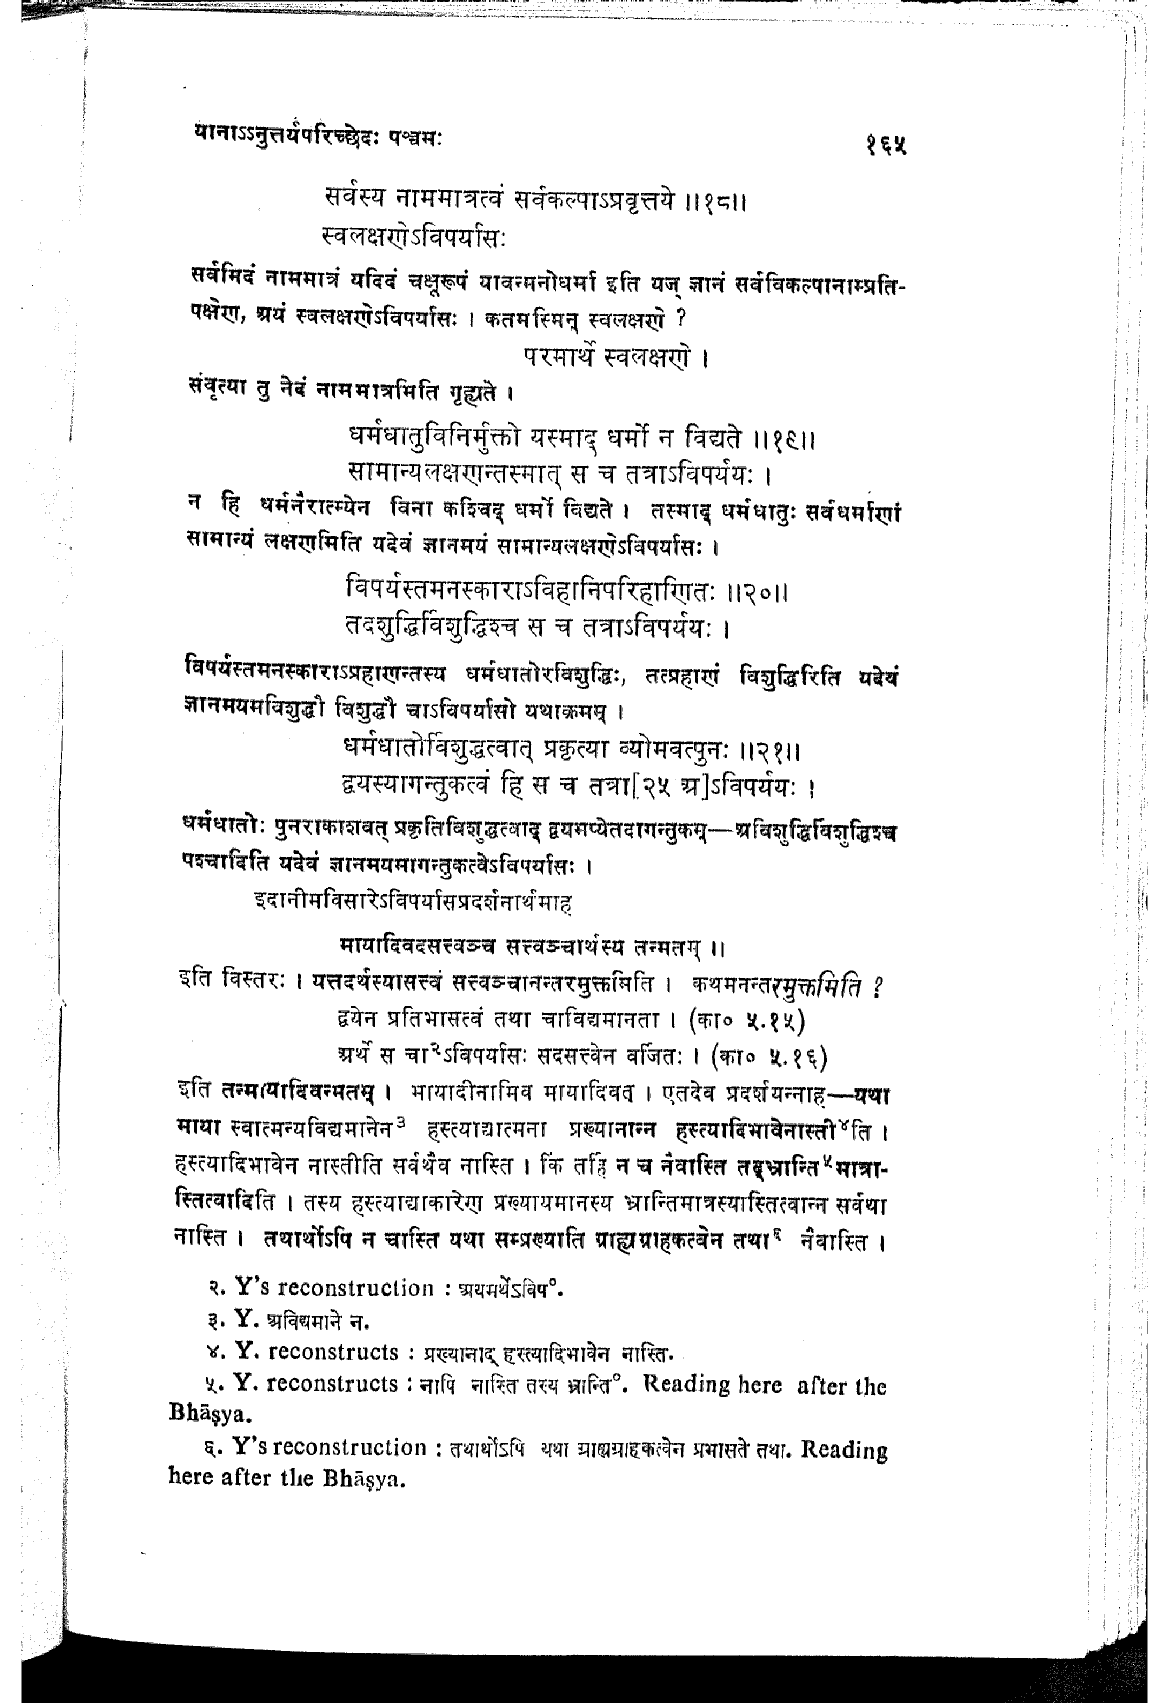 यानाऽऽनुत्तर्यपरिच्छेदः पञ्चमः १६५
सर्वस्य नाममात्रत्वं सर्वकल्पाऽप्रवृत्तये ।।१८।।
स्वलक्षणेऽविपर्यासः
सर्वमिदं नाममात्रं यदिदं चक्षूरूपं यावन्मनोधर्मा इति यज् ज्ञानं सर्वविकल्पानाम्प्रति-
पक्षेण, अयं स्वलक्षणेऽविपर्यासः । कतमस्मिन् स्वलक्षणे ?
परमार्थे स्वलक्षणे ।
संवृत्या तु नेदं नाममात्रमिति गृह्यते ।
धर्मधातुविनिर्मुक्तो यस्माद् धर्मो न विद्यते ।।१९।।
सामान्यलक्षणन्तस्मात् स च तत्राऽविपर्ययः ।
न हि धर्मनैरात्म्येन विना कश्चिद् धर्मो विद्यते । तस्माद् धर्मधातुः सर्वधर्माणां
सामान्यं लक्षणमिति यदेवं ज्ञानमयं सामान्यलक्षणेऽविपर्यासः ।
विपर्यस्तमनस्काराऽविहानिपरिहाणितः ।।२०।।
तदशुद्धिर्विशुद्धिश्च स च तत्राऽविपर्ययः ।
विपर्यस्तमनस्काराऽप्रहाणन्तस्य धर्मधातोरविशुद्धिः, तत्प्रहाणं विशुद्धिरिति यदेवं
ज्ञानमयमविशुद्धौ विशुद्धौ चाऽविपर्यासो यथाक्रमम् ।
धर्मधातोर्विशुद्धत्वात् प्रकृत्या व्योमवत्पुनः ।।२१।।
द्वयस्यागन्तुकत्वं हि स च तत्रा[२५ अ]ऽविपर्ययः ।
धर्मधातोः पुनराकाशवत् प्रकृतिविशुद्धत्वाद् द्वयमप्येतदागन्तुकम्—अविशुद्धिर्विशुद्धिश्च
पश्चादिति यदेवं ज्ञानमयमागन्तुकत्वेऽविपर्यासः ।
इदानीमविसारेऽविपर्यासप्रदर्शनार्थमाह
मायादिवदसत्त्वञ्च सत्त्वञ्चार्थस्य तन्मतम् ।।
इति विस्तरः । यत्तदर्थस्यासत्त्वं सत्त्वञ्चानन्तरमुक्तमिति । कथमनन्तरमुक्तमिति ?
द्वयेन प्रतिभासत्वं तथा चाविद्यमानता । (का० ५.१५)
अर्थे स चा२ऽविपर्यासः सदसत्त्वेन वर्जितः । (का० ५.१६)
इति तन्मायादिवन्मतम् । मायादीनामिव मायादिवत् । एतदेव प्रदर्शयन्नाह—यथा
माया स्वात्मन्यविद्यमानेन३ हस्त्याद्यात्मना प्रख्यानान्न हस्त्यादिभावेनास्ती४ति ।
हस्त्यादिभावेन नास्तीति सर्वथैव नास्ति । किं तर्हि न च नैवास्ति तद्भ्रान्ति५मात्रा-
स्तित्वादिति । तस्य हस्त्याद्याकारेण प्रख्यायमानस्य भ्रान्तिमात्रस्यास्तित्वान्न सर्वथा
नास्ति । तथार्थोऽपि न चास्ति यथा सम्प्रख्याति ग्राह्यग्राहकत्वेन तथा६ नैवास्ति ।
२. Y's reconstruction : अयमर्थेऽविप°.
३. Y. अविद्यमाने न.
४. Y. reconstructs : प्रख्यानाद् हस्त्यादिभावेन नास्ति.
५. Y. reconstructs : नापि नास्ति तस्य भ्रान्ति°. Reading here after the
Bhāṣya.
६. Y's reconstruction : तथार्थोऽपि यथा ग्राह्यग्राहकत्वेन प्रभासते तथा. Reading
here after the Bhāṣya.